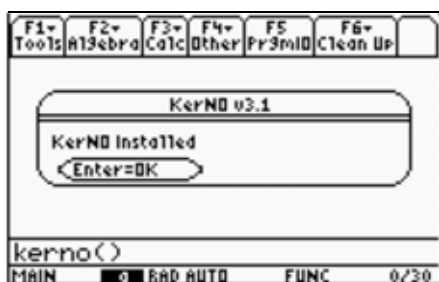 F1▾ F2▾ F3▾ F4▾ F5 F6▾
Tools Algebra Calc Other PrgmIO Clean Up
KerNO v3.1
KerNO Installed
Enter=OK
kerno()
MAIN RAD AUTO FUNC 0/30